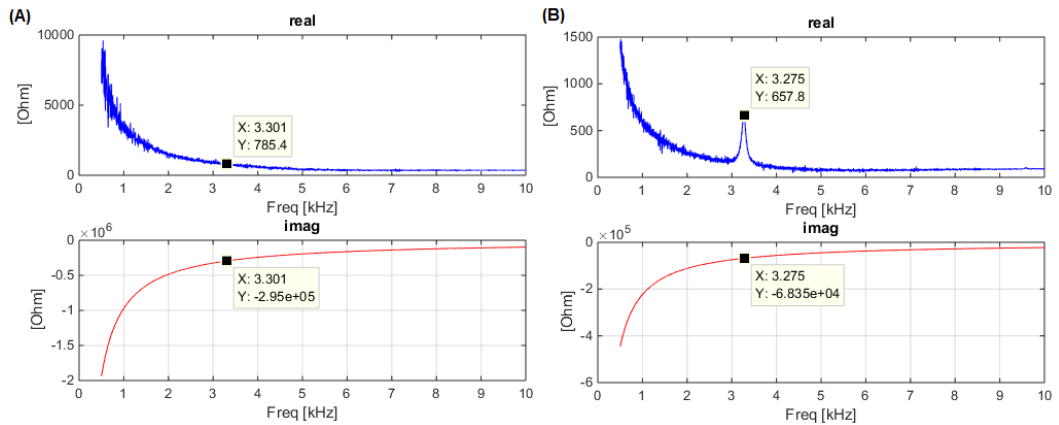 (A)
real
10000
5000
0
[Ohm]
X: 3.301
Y: 785.4
0 1 2 3 4 5 6 7 8 9 10
Freq [kHz]
× 10^6
imag
0
-0.5
-1
-1.5
-2
[Ohm]
X: 3.301
Y: -2.95e+05
0 1 2 3 4 5 6 7 8 9 10
Freq [kHz]
(B)
real
1500
1000
500
0
[Ohm]
X: 3.275
Y: 657.8
0 1 2 3 4 5 6 7 8 9 10
Freq [kHz]
× 10^5
imag
0
-2
-4
-6
[Ohm]
X: 3.275
Y: -6.835e+04
0 1 2 3 4 5 6 7 8 9 10
Freq [kHz]